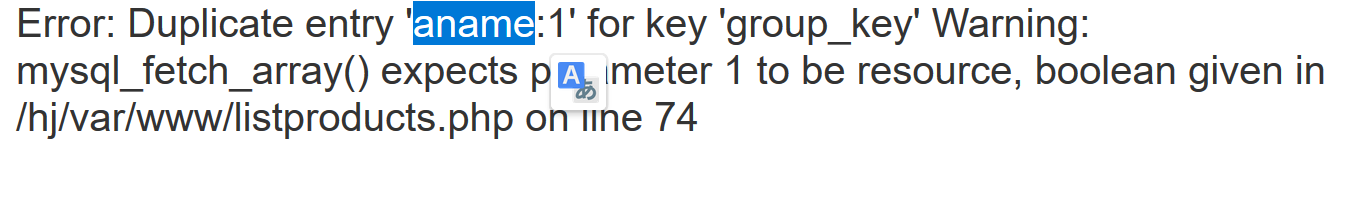 Error: Duplicate entry 'aname:1' for key 'group_key' Warning:
mysql_fetch_array() expects 1 to be resource, boolean given in
/hj/var/www/listproducts.php on line 74